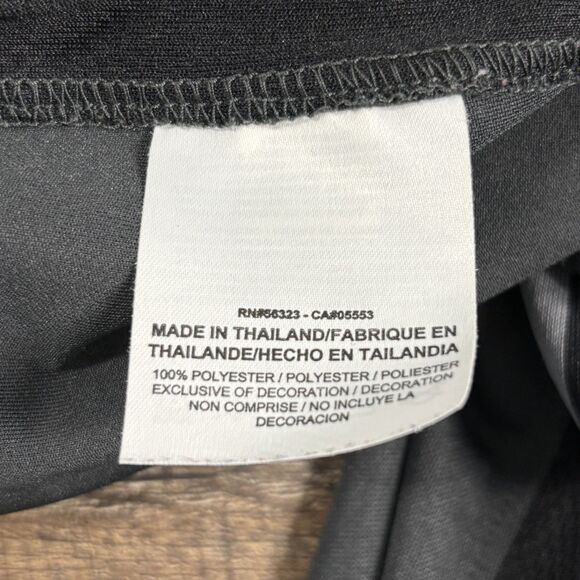 RN#56323 - CA#05553
MADE IN THAILAND/FABRIQUE EN
THAILANDE/HECHO EN TAILANDIA
100% POLYESTER / POLYESTER / POLIESTER
EXCLUSIVE OF DECORATION / DECORATION
NON COMPRISE / NO INCLUYE LA
DECORACION